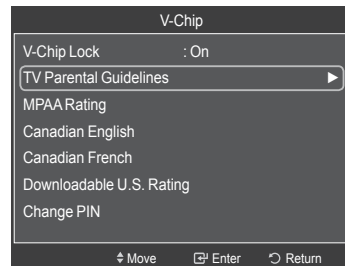 V-Chip
V-Chip Lock : On
TV Parental Guidelines
MPAA Rating
Canadian English
Canadian French
Downloadable U.S. Rating
Change PIN
Move Enter Return